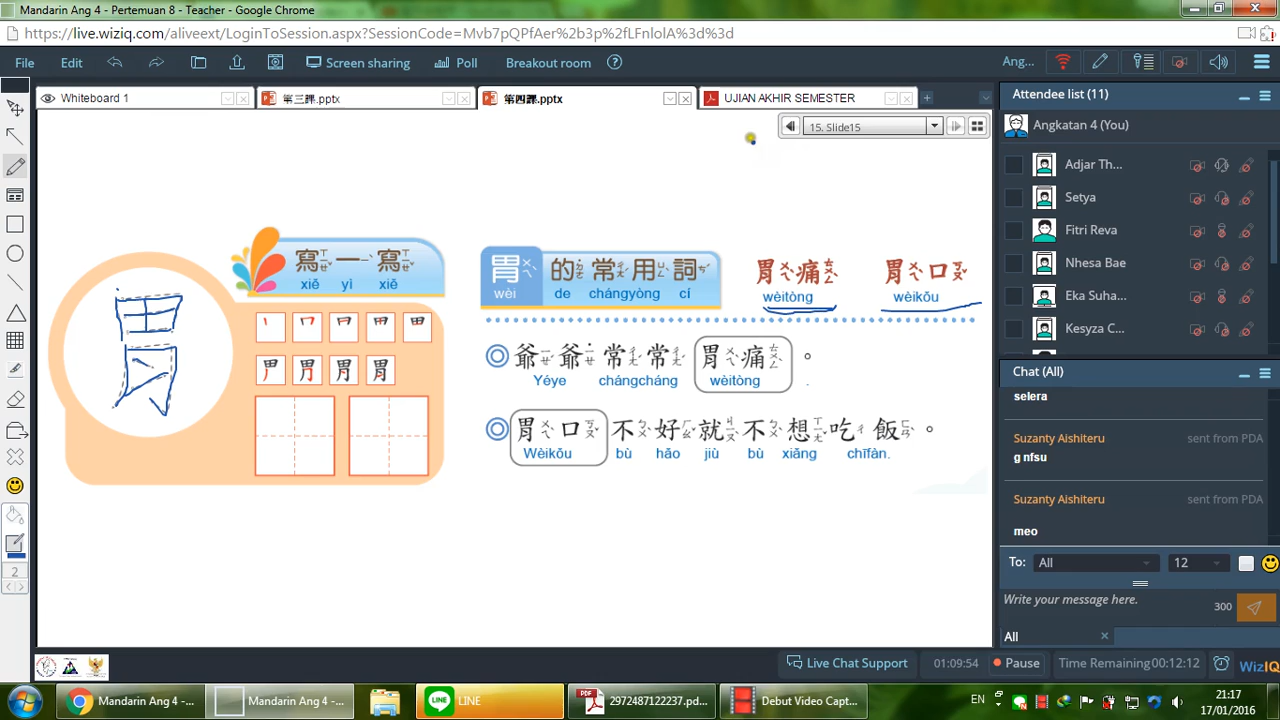 Mandarin Ang 4 - Pertemuan 8 - Teacher - Google Chrome
https://live.wiziq.com/aliveext/LoginToSession.aspx?SessionCode=Mvb7pQPfAer%2b3p%2fLFnlolA%3d%3d
File Edit Screen sharing Poll Breakout room Ang...
Whiteboard 1 第三課.pptx 第四課.pptx UJIAN AKHIR SEMESTER
15. Slide15
寫一寫
xiě yì xiě
胃
胃的常用詞
wèi de chángyòng cí
胃痛 胃口
wèitòng wèikǒu
爺爺常常胃痛。
Yéye chángcháng wèitòng
胃口不好就不想吃飯。
Wèikǒu bù hǎo jiù bù xiǎng chīfàn.
Attendee list (11)
Angkatan 4 (You)
Adjar Th...
Setya
Fitri Reva
Nhesa Bae
Eka Suha...
Kesyza C...
Chat (All)
selera
Suzanty Aishiteru sent from PDA
g nfsu
Suzanty Aishiteru sent from PDA
meo
To: All 12
Write your message here. 300
All
2
Live Chat Support 01:09:54 Pause Time Remaining 00:12:12 WizIQ
Mandarin Ang 4 -... Mandarin Ang 4 -... LINE 2972487122237.pd... Debut Video Capt... EN 21:17
17/01/2016